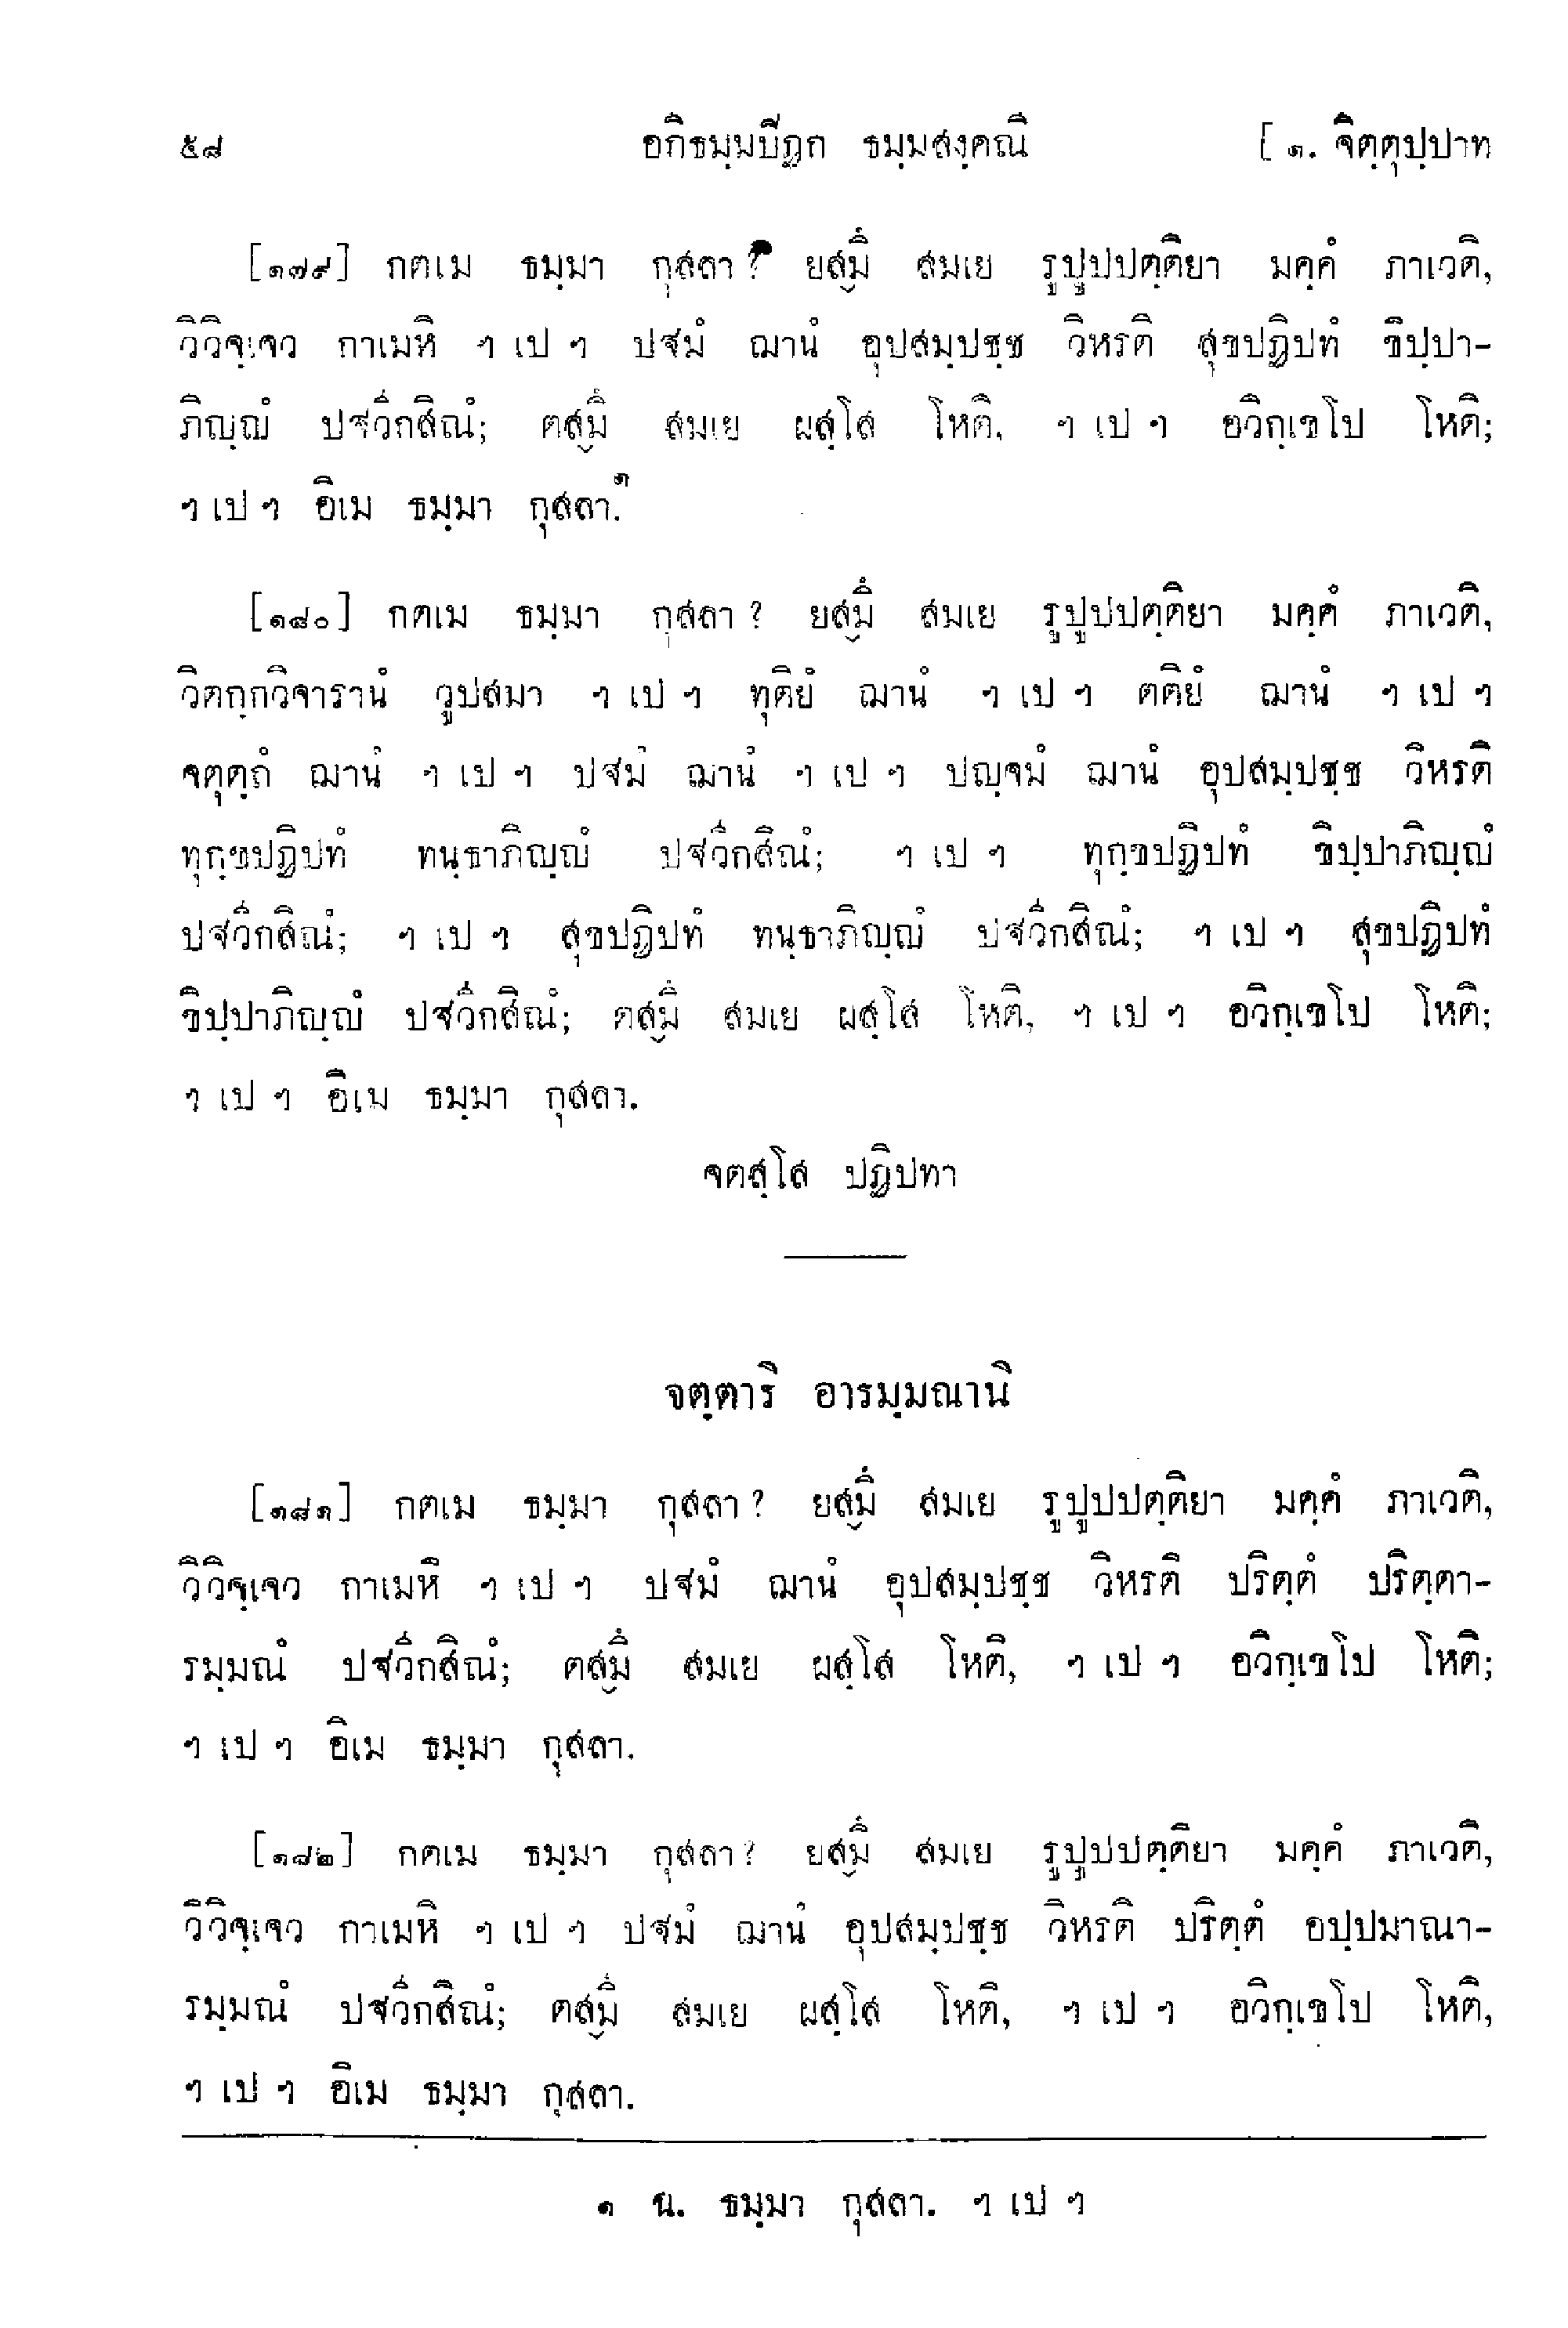 ๕๘ อภิธมฺมปิฏก ธมฺมสงฺคณิ [ ๑. จิตฺตุปฺปาท
[๑๗๙] กตเม ธมฺมา กุสลา ? ยสฺมึ สมเย รูปูปปตฺติยา มคฺคํ ภาเวติ,
วิวิจฺเจว กาเมหิ ฯ เป ฯ ปฐมํ ฌานํ อุปสมฺปชฺช วิหรติ สุขปฏิปทํ ขิปฺปา-
ภิญฺญํ ปฐวีกสิณํ; ตสฺมึ สมเย ผสฺโส โหติ, ฯ เป ฯ อวิกฺเขโป โหติ;
ฯ เป ฯ อิเม ธมฺมา กุสลา.๑
[๑๘๐] กตเม ธมฺมา กุสลา ? ยสฺมึ สมเย รูปูปปตฺติยา มคฺคํ ภาเวติ,
วิตกฺกวิจารานํ วูปสมา ฯ เป ฯ ทุติยํ ฌานํ ฯ เป ฯ ตติยํ ฌานํ ฯ เป ฯ
จตุตฺถํ ฌานํ ฯ เป ฯ ปฐมํ ฌานํ ฯ เป ฯ ปญฺจมํ ฌานํ อุปสมฺปชฺช วิหรติ
ทุกฺขปฏิปทํ ทนฺธาภิญฺญํ ปฐวีกสิณํ; ฯ เป ฯ ทุกฺขปฏิปทํ ขิปฺปาภิญฺญํ
ปฐวีกสิณํ; ฯ เป ฯ สุขปฏิปทํ ทนฺธาภิญฺญํ ปฐวีกสิณํ; ฯ เป ฯ สุขปฏิปทํ
ขิปฺปาภิญฺญํ ปฐวีกสิณํ; ตสฺมึ สมเย ผสฺโส โหติ, ฯ เป ฯ อวิกฺเขโป โหติ;
ฯ เป ฯ อิเม ธมฺมา กุสลา.
จตสฺโส ปฏิปทา
จตฺตาริ อารมฺมณานิ
[๑๘๑] กตเม ธมฺมา กุสลา ? ยสฺมึ สมเย รูปูปปตฺติยา มคฺคํ ภาเวติ,
วิวิจฺเจว กาเมหิ ฯ เป ฯ ปฐมํ ฌานํ อุปสมฺปชฺช วิหรติ ปริตฺตํ ปริตฺตา-
รมฺมณํ ปฐวีกสิณํ; ตสฺมึ สมเย ผสฺโส โหติ, ฯ เป ฯ อวิกฺเขโป โหติ;
ฯ เป ฯ อิเม ธมฺมา กุสลา.
[๑๘๒] กตเม ธมฺมา กุสลา ? ยสฺมึ สมเย รูปูปปตฺติยา มคฺคํ ภาเวติ,
วิวิจฺเจว กาเมหิ ฯ เป ฯ ปฐมํ ฌานํ อุปสมฺปชฺช วิหรติ ปริตฺตํ อปฺปมาณา-
รมฺมณํ ปฐวีกสิณํ; ตสฺมึ สมเย ผสฺโส โหติ, ฯ เป ฯ อวิกฺเขโป โหติ,
ฯ เป ฯ อิเม ธมฺมา กุสลา.
๑ น. ธมฺมา กุสลา. ฯ เป ฯ